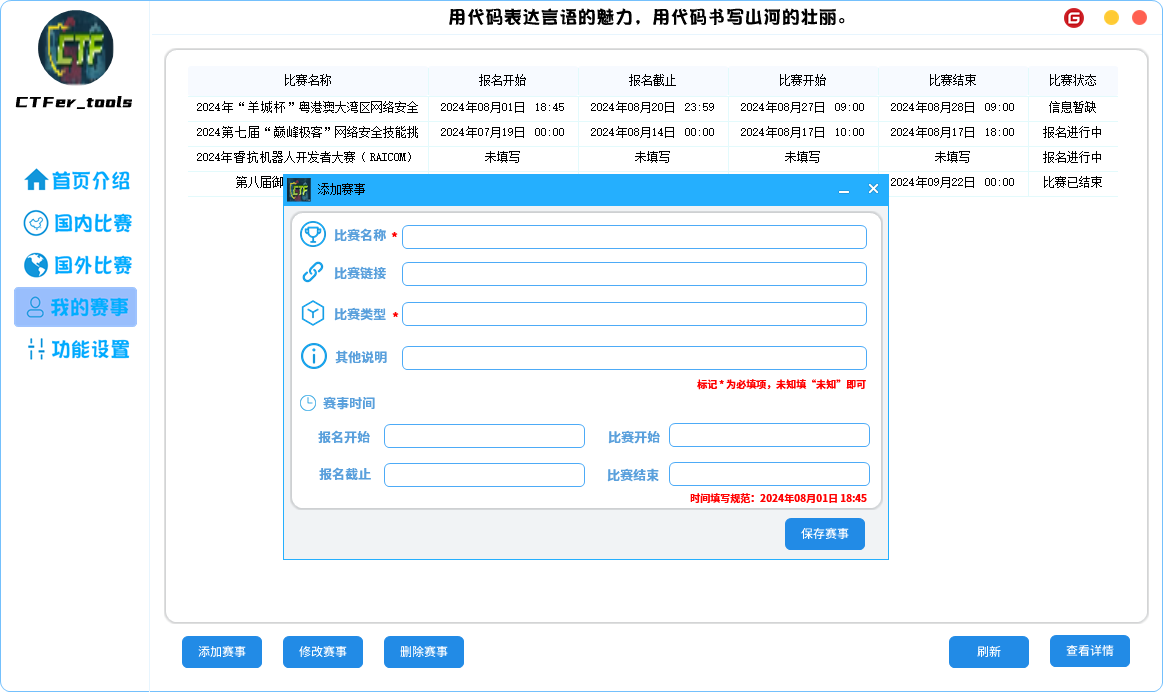 用代码表达言语的魅力，用代码书写山河的壮丽。
CTF
CTFer_tools
首页介绍
国内比赛
国外比赛
我的赛事
功能设置
比赛名称 报名开始 报名截止 比赛开始 比赛结束 比赛状态
2024年“羊城杯”粤港澳大湾区网络安全 2024年08月01日 18:45 2024年08月20日 23:59 2024年08月27日 09:00 2024年08月28日 09:00 信息暂缺
2024第七届“巅峰极客”网络安全技能挑 2024年07月19日 00:00 2024年08月14日 00:00 2024年08月17日 10:00 2024年08月17日 18:00 报名进行中
2024年睿抗机器人开发者大赛（RAICOM） 未填写 未填写 未填写 未填写 报名进行中
第八届御 2024年09月22日 00:00 比赛已结束
CTF 添加赛事
比赛名称 *
比赛链接
比赛类型 *
其他说明
标记 * 为必填项，未知填“未知”即可
赛事时间
报名开始 比赛开始
报名截止 比赛结束
时间填写规范：2024年08月01日 18:45
保存赛事
添加赛事 修改赛事 删除赛事 刷新 查看详情